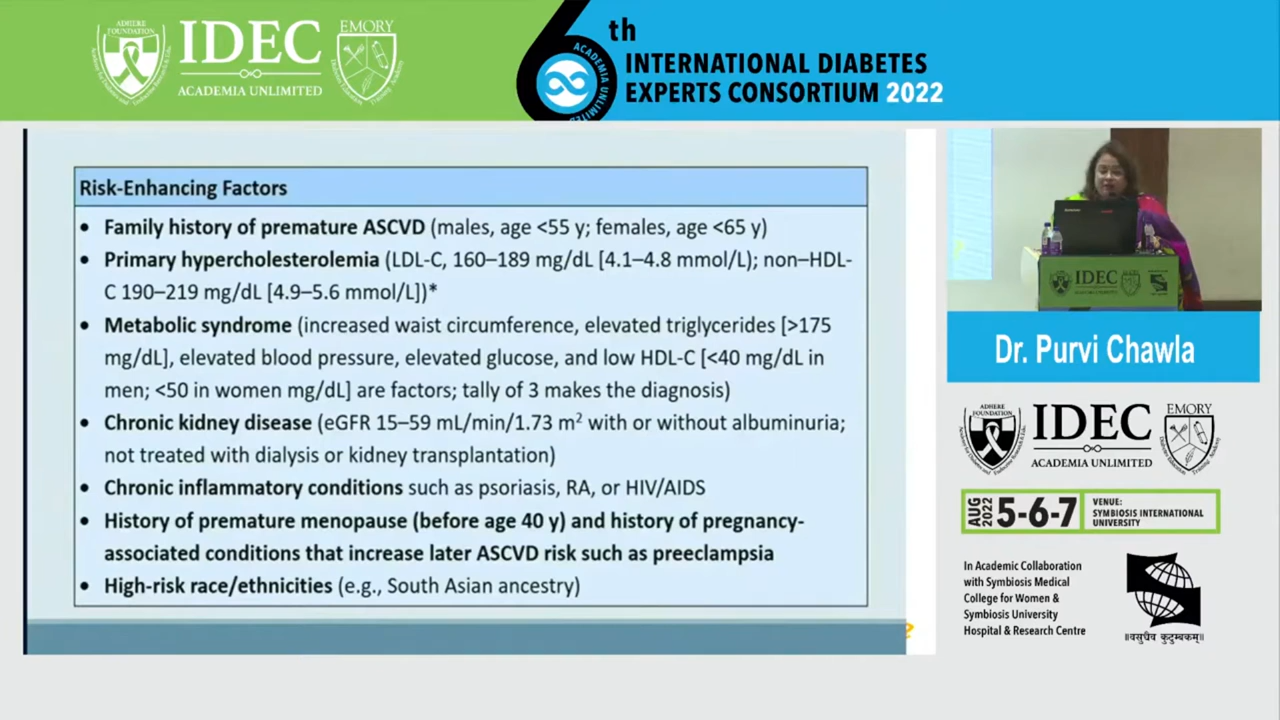 ADHERE
FOUNDATION
IDEC
ACADEMIA UNLIMITED
EMORY
6th
ACADEMIA UNLIMITED
INTERNATIONAL DIABETES
EXPERTS CONSORTIUM 2022
Risk-Enhancing Factors
• Family history of premature ASCVD (males, age <55 y; females, age <65 y)
• Primary hypercholesterolemia (LDL-C, 160–189 mg/dL [4.1–4.8 mmol/L); non–HDL-
C 190–219 mg/dL [4.9–5.6 mmol/L])*
• Metabolic syndrome (increased waist circumference, elevated triglycerides [>175
mg/dL], elevated blood pressure, elevated glucose, and low HDL-C [<40 mg/dL in
men; <50 in women mg/dL] are factors; tally of 3 makes the diagnosis)
• Chronic kidney disease (eGFR 15–59 mL/min/1.73 m² with or without albuminuria;
not treated with dialysis or kidney transplantation)
• Chronic inflammatory conditions such as psoriasis, RA, or HIV/AIDS
• History of premature menopause (before age 40 y) and history of pregnancy-
associated conditions that increase later ASCVD risk such as preeclampsia
• High-risk race/ethnicities (e.g., South Asian ancestry)
IDEC
ACADEMIA UNLIMITED
Dr. Purvi Chawla
ADHERE
FOUNDATION
IDEC
ACADEMIA UNLIMITED
EMORY
AUG
2022
5-6-7
VENUE:
SYMBIOSIS INTERNATIONAL
UNIVERSITY
In Academic Collaboration
with Symbiosis Medical
College for Women &
Symbiosis University
Hospital & Research Centre
॥वसुधैव कुटुम्बकम्॥